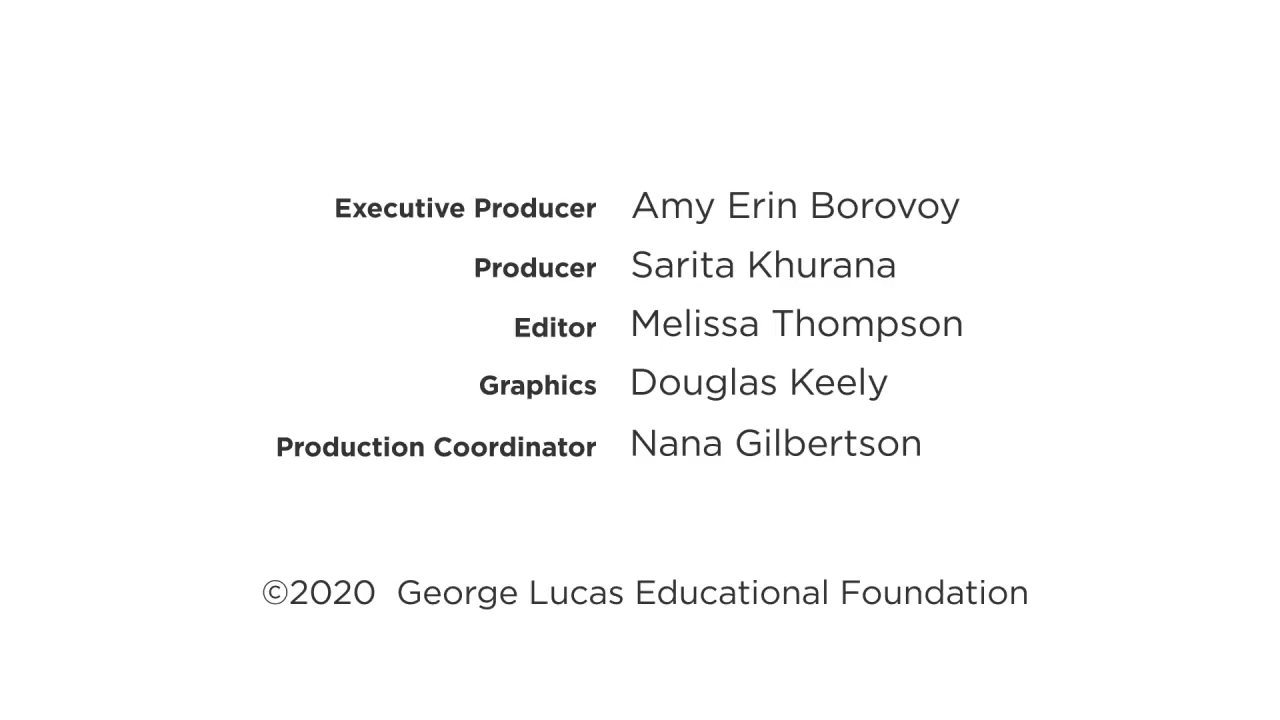 Executive Producer Amy Erin Borovoy
Producer Sarita Khurana
Editor Melissa Thompson
Graphics Douglas Keely
Production Coordinator Nana Gilbertson
©2020 George Lucas Educational Foundation